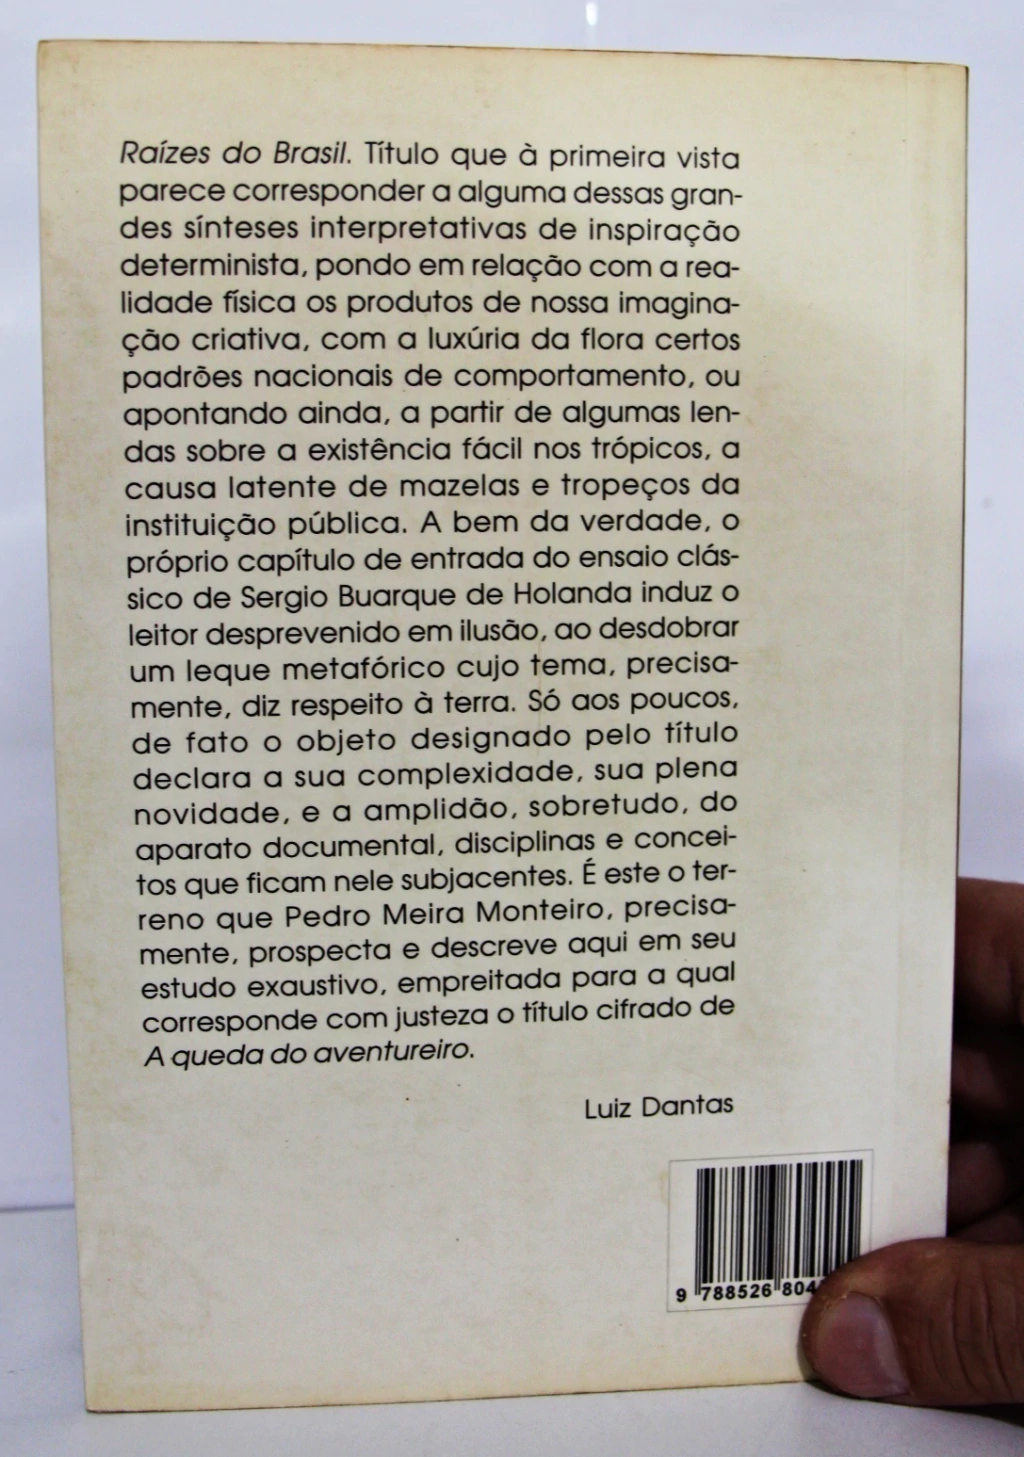 Raízes do Brasil. Título que à primeira vista
parece corresponder a alguma dessas gran-
des sínteses interpretativas de inspiração
determinista, pondo em relação com a rea-
lidade física os produtos de nossa imagina-
ção criativa, com a luxúria da flora certos
padrões nacionais de comportamento, ou
apontando ainda, a partir de algumas len-
das sobre a existência fácil nos trópicos, a
causa latente de mazelas e tropeços da
instituição pública. A bem da verdade, o
próprio capítulo de entrada do ensaio clás-
sico de Sergio Buarque de Holanda induz o
leitor desprevenido em ilusão, ao desdobrar
um leque metafórico cujo tema, precisa-
mente, diz respeito à terra. Só aos poucos,
de fato o objeto designado pelo título
declara a sua complexidade, sua plena
novidade, e a amplidão, sobretudo, do
aparato documental, disciplinas e concei-
tos que ficam nele subjacentes. É este o ter-
reno que Pedro Meira Monteiro, precisa-
mente, prospecta e descreve aqui em seu
estudo exaustivo, empreitada para a qual
corresponde com justeza o título cifrado de
A queda do aventureiro.
Luiz Dantas
9 788526 804